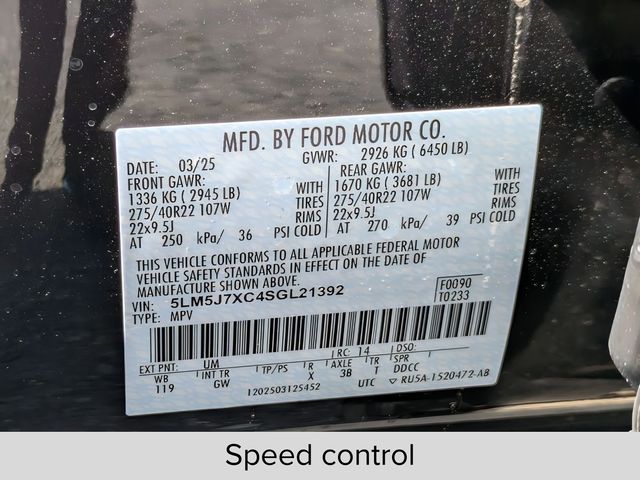 MFD. BY FORD MOTOR CO.
DATE: 03/25 GVWR: 2926 KG ( 6450 LB)
FRONT GAWR: REAR GAWR:
1336 KG ( 2945 LB) WITH 1670 KG ( 3681 LB) WITH
275/40R22 107W TIRES 275/40R22 107W TIRES
22x9.5J RIMS 22x9.5J RIMS
AT 250 kPa/ 36 PSI COLD AT 270 kPa/ 39 PSI COLD
THIS VEHICLE CONFORMS TO ALL APPLICABLE FEDERAL MOTOR
VEHICLE SAFETY STANDARDS IN EFFECT ON THE DATE OF
MANUFACTURE SHOWN ABOVE.
VIN: 5LM5J7XC4SGL21392 F0090
TYPE: MPV T0233
EXT PNT: UM RC: 14 DSO:
WB INT TR TP/PS R AXLE TR SPR
119 GW X 3B T DDCC
1202503125452 UTC ▽ RU5A-1520472-AB
Speed control